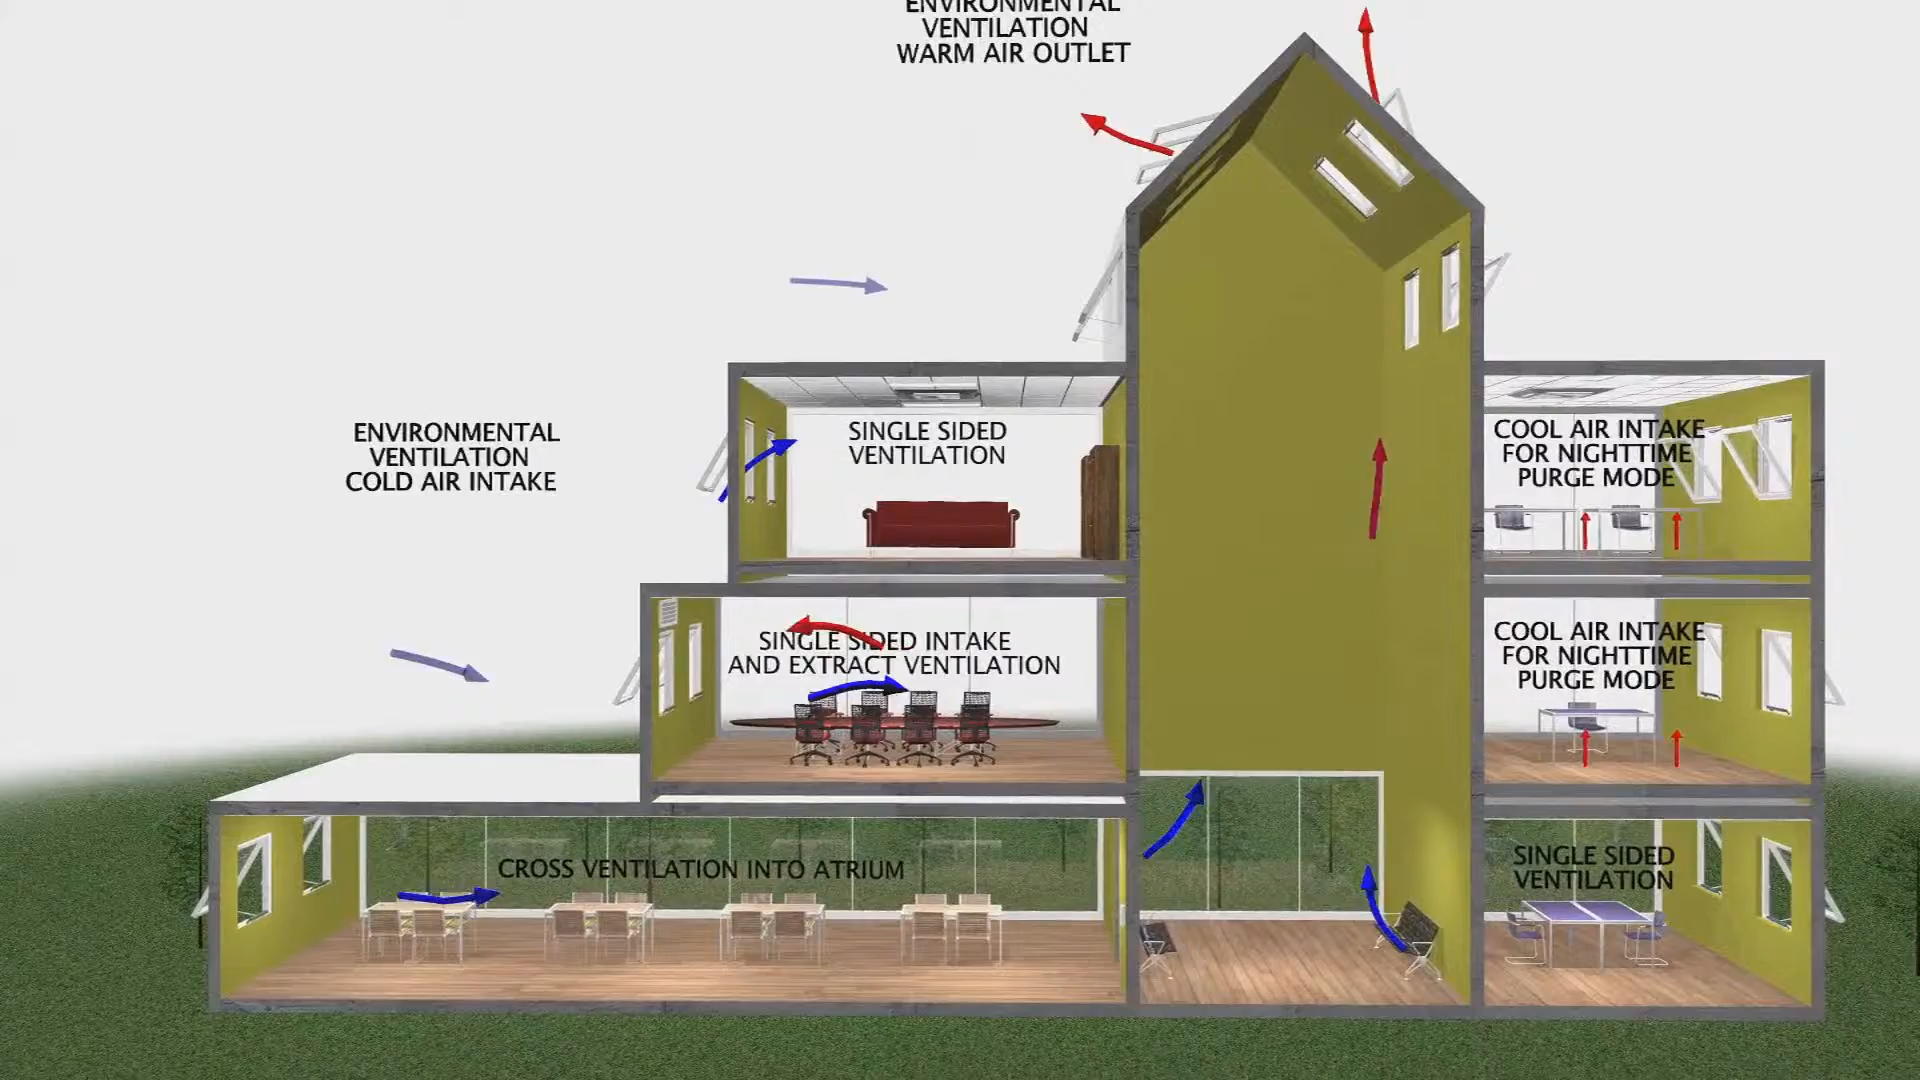 ENVIRONMENTAL
VENTILATION
WARM AIR OUTLET
ENVIRONMENTAL
VENTILATION
COLD AIR INTAKE
SINGLE SIDED
VENTILATION
COOL AIR INTAKE
FOR NIGHTTIME
PURGE MODE
SINGLE SIDED INTAKE
AND EXTRACT VENTILATION
COOL AIR INTAKE
FOR NIGHTTIME
PURGE MODE
CROSS VENTILATION INTO ATRIUM
SINGLE SIDED
VENTILATION